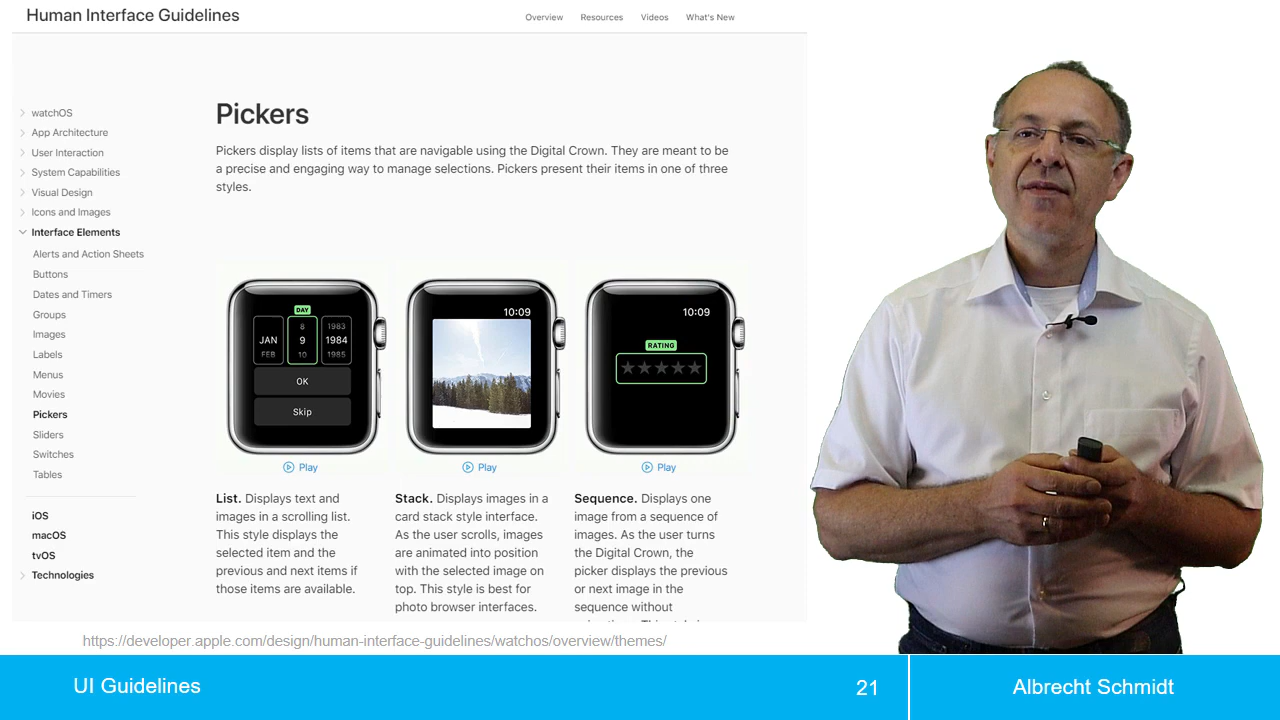 Human Interface Guidelines
Overview
Resources
Videos
What's New
watchOS
App Architecture
User Interaction
System Capabilities
Visual Design
Icons and Images
Interface Elements
Alerts and Action Sheets
Buttons
Dates and Timers
Groups
Images
Labels
Menus
Movies
Pickers
Sliders
Switches
Tables
iOS
macOS
tvOS
Technologies
Pickers
Pickers display lists of items that are navigable using the Digital Crown. They are meant to be
a precise and engaging way to manage selections. Pickers present their items in one of three
styles.
DAY
8 1983
JAN 9 1984
FEB 10 1985
OK
Skip
Play
List. Displays text and
images in a scrolling list.
This style displays the
selected item and the
previous and next items if
those items are available.
10:09
Play
Stack. Displays images in a
card stack style interface.
As the user scrolls, images
are animated into position
with the selected image on
top. This style is best for
photo browser interfaces.
10:09
RATING
Play
Sequence. Displays one
image from a sequence of
images. As the user turns
the Digital Crown, the
picker displays the previous
or next image in the
sequence without
https://developer.apple.com/design/human-interface-guidelines/watchos/overview/themes/
UI Guidelines
21
Albrecht Schmidt